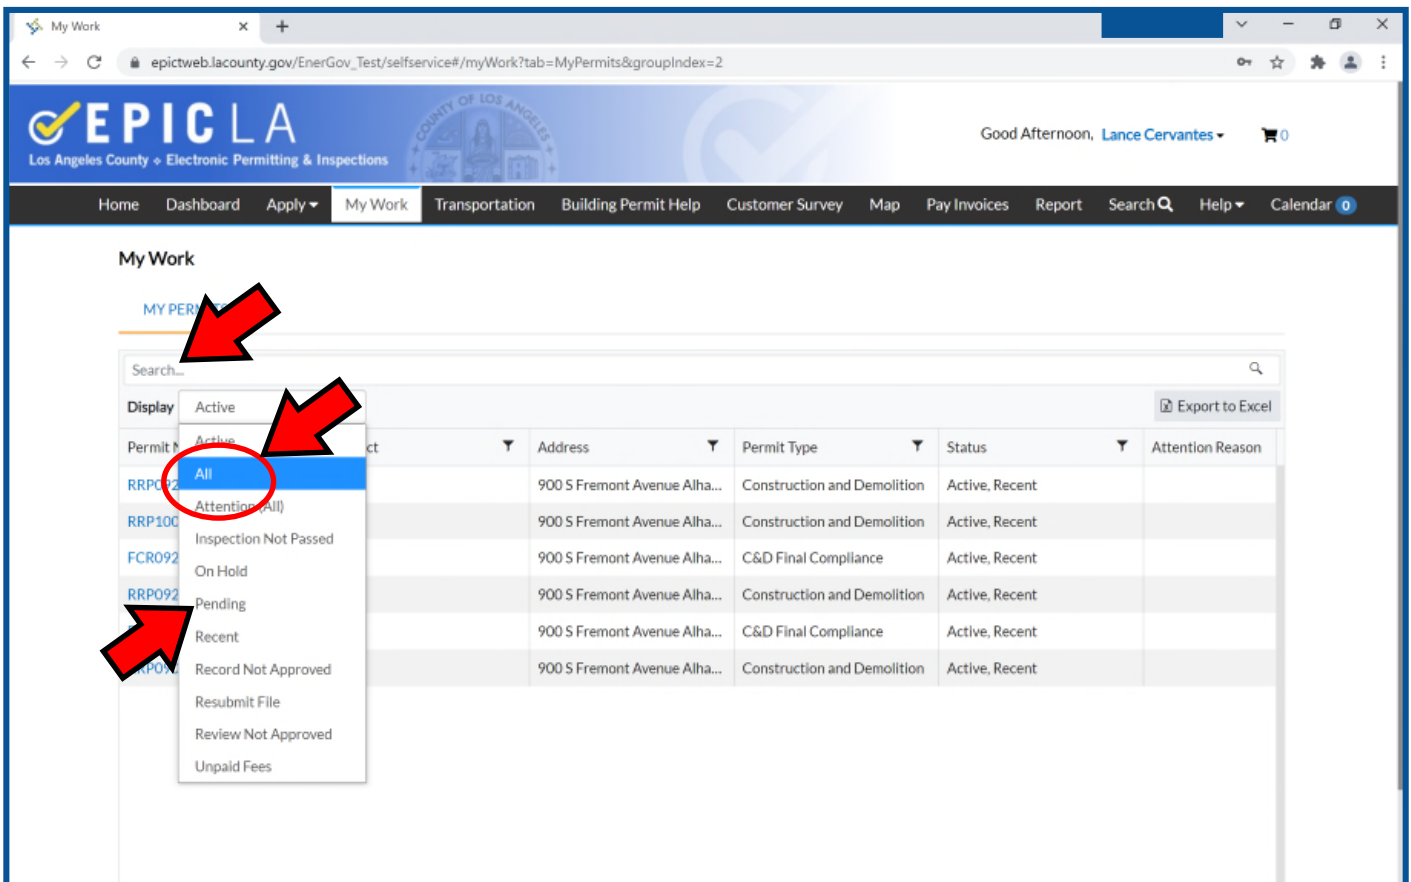 My Work
epictweb.lacounty.gov/EnerGov_Test/selfservice#/myWork?tab=MyPermits&groupIndex=2
EPIC LA
Los Angeles County Electronic Permitting & Inspections
COUNTY OF LOS ANGELES
Good Afternoon, Lance Cervantes 0
Home Dashboard Apply My Work Transportation Building Permit Help Customer Survey Map Pay Invoices Report Search Help Calendar 0
My Work
MY PERMITS
Search...
Display Active Export to Excel
Permit N ct Address Permit Type Status Attention Reason
RRP092 900 S Fremont Avenue Alha... Construction and Demolition Active, Recent
RRP100 900 S Fremont Avenue Alha... Construction and Demolition Active, Recent
FCR092 900 S Fremont Avenue Alha... C&D Final Compliance Active, Recent
RRP092 900 S Fremont Avenue Alha... Construction and Demolition Active, Recent
900 S Fremont Avenue Alha... C&D Final Compliance Active, Recent
900 S Fremont Avenue Alha... Construction and Demolition Active, Recent
Active
All
Attention (All)
Inspection Not Passed
On Hold
Pending
Recent
Record Not Approved
Resubmit File
Review Not Approved
Unpaid Fees